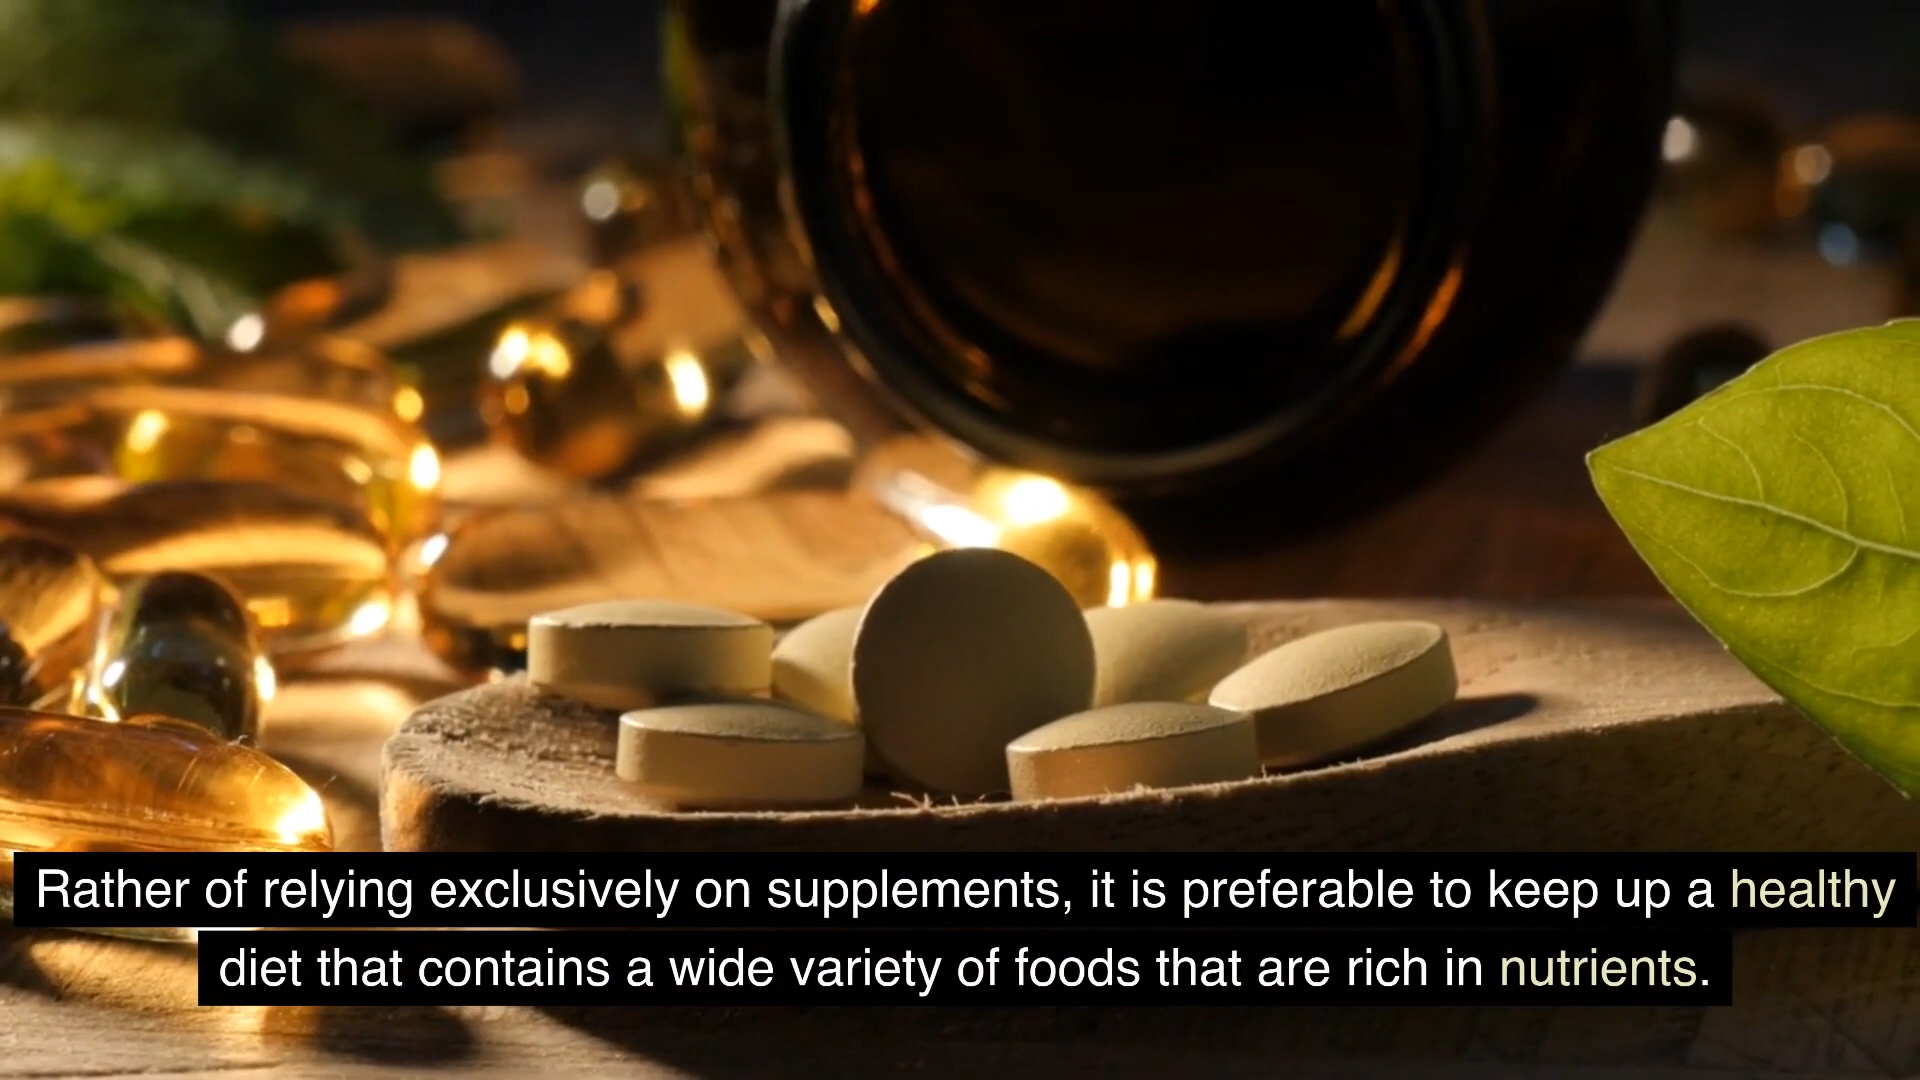 Rather of relying exclusively on supplements, it is preferable to keep up a healthy
diet that contains a wide variety of foods that are rich in nutrients.